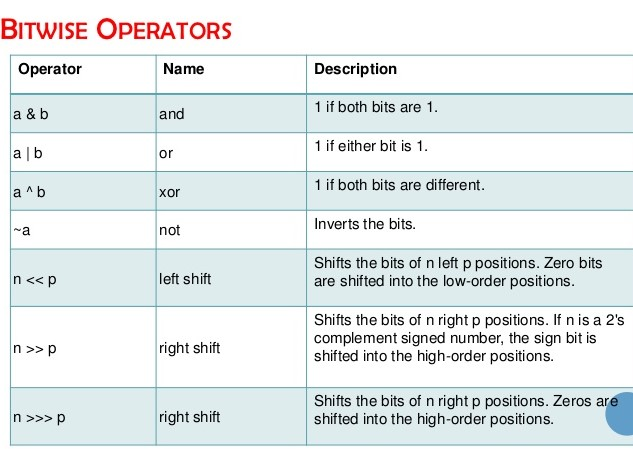 BITWISE OPERATORS
Operator Name Description
a & b and 1 if both bits are 1.
a | b or 1 if either bit is 1.
a ^ b xor 1 if both bits are different.
~a not Inverts the bits.
n << p left shift Shifts the bits of n left p positions. Zero bits
are shifted into the low-order positions.
n >> p right shift Shifts the bits of n right p positions. If n is a 2's
complement signed number, the sign bit is
shifted into the high-order positions.
n >>> p right shift Shifts the bits of n right p positions. Zeros are
shifted into the high-order positions.